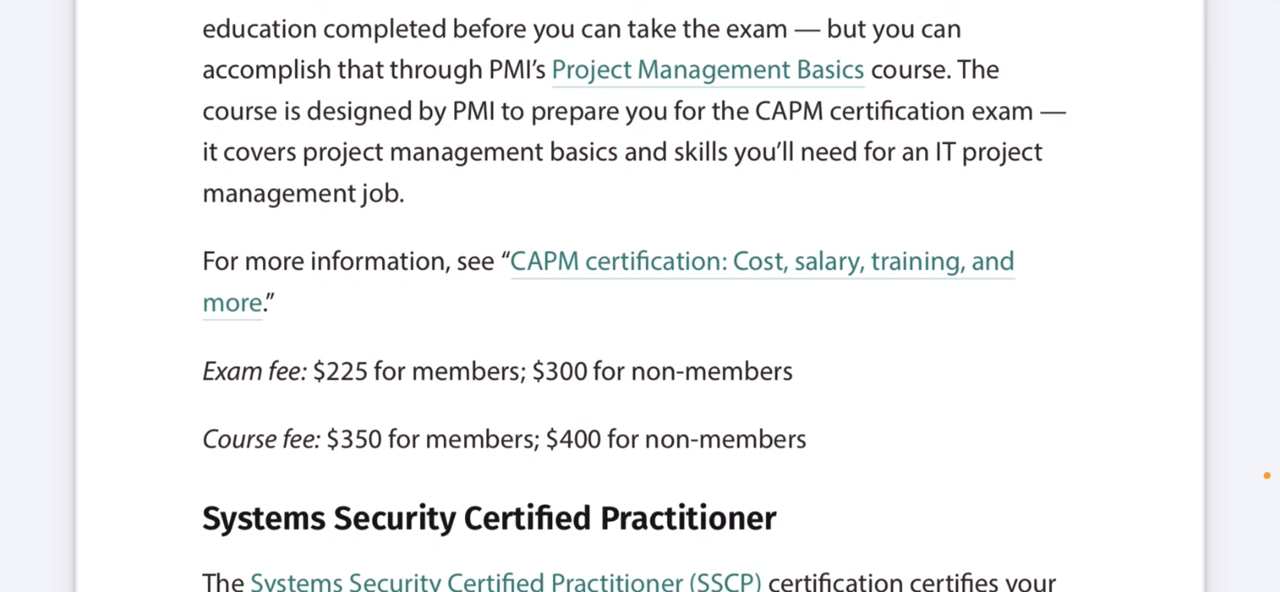 education completed before you can take the exam — but you can
accomplish that through PMI’s Project Management Basics course. The
course is designed by PMI to prepare you for the CAPM certification exam —
it covers project management basics and skills you’ll need for an IT project
management job.
For more information, see “CAPM certification: Cost, salary, training, and
more.”
Exam fee: $225 for members; $300 for non-members
Course fee: $350 for members; $400 for non-members
Systems Security Certified Practitioner
The Systems Security Certified Practitioner (SSCP) certification certifies your